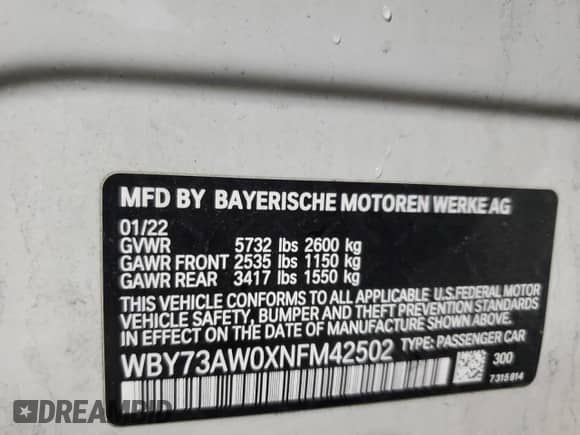 MFD BY BAYERISCHE MOTOREN WERKE AG
01/22
GVWR 5732 lbs 2600 kg
GAWR FRONT 2535 lbs 1150 kg
GAWR REAR 3417 lbs 1550 kg
THIS VEHICLE CONFORMS TO ALL APPLICABLE U.S.FEDERAL MOTOR
VEHICLE SAFETY, BUMPER AND THEFT PREVENTION STANDARDS
IN EFFECT ON THE DATE OF MANUFACTURE SHOWN ABOVE.
WBY73AW0XNFM42502 TYPE: PASSENGER CAR
300
7315814
DREAMBID